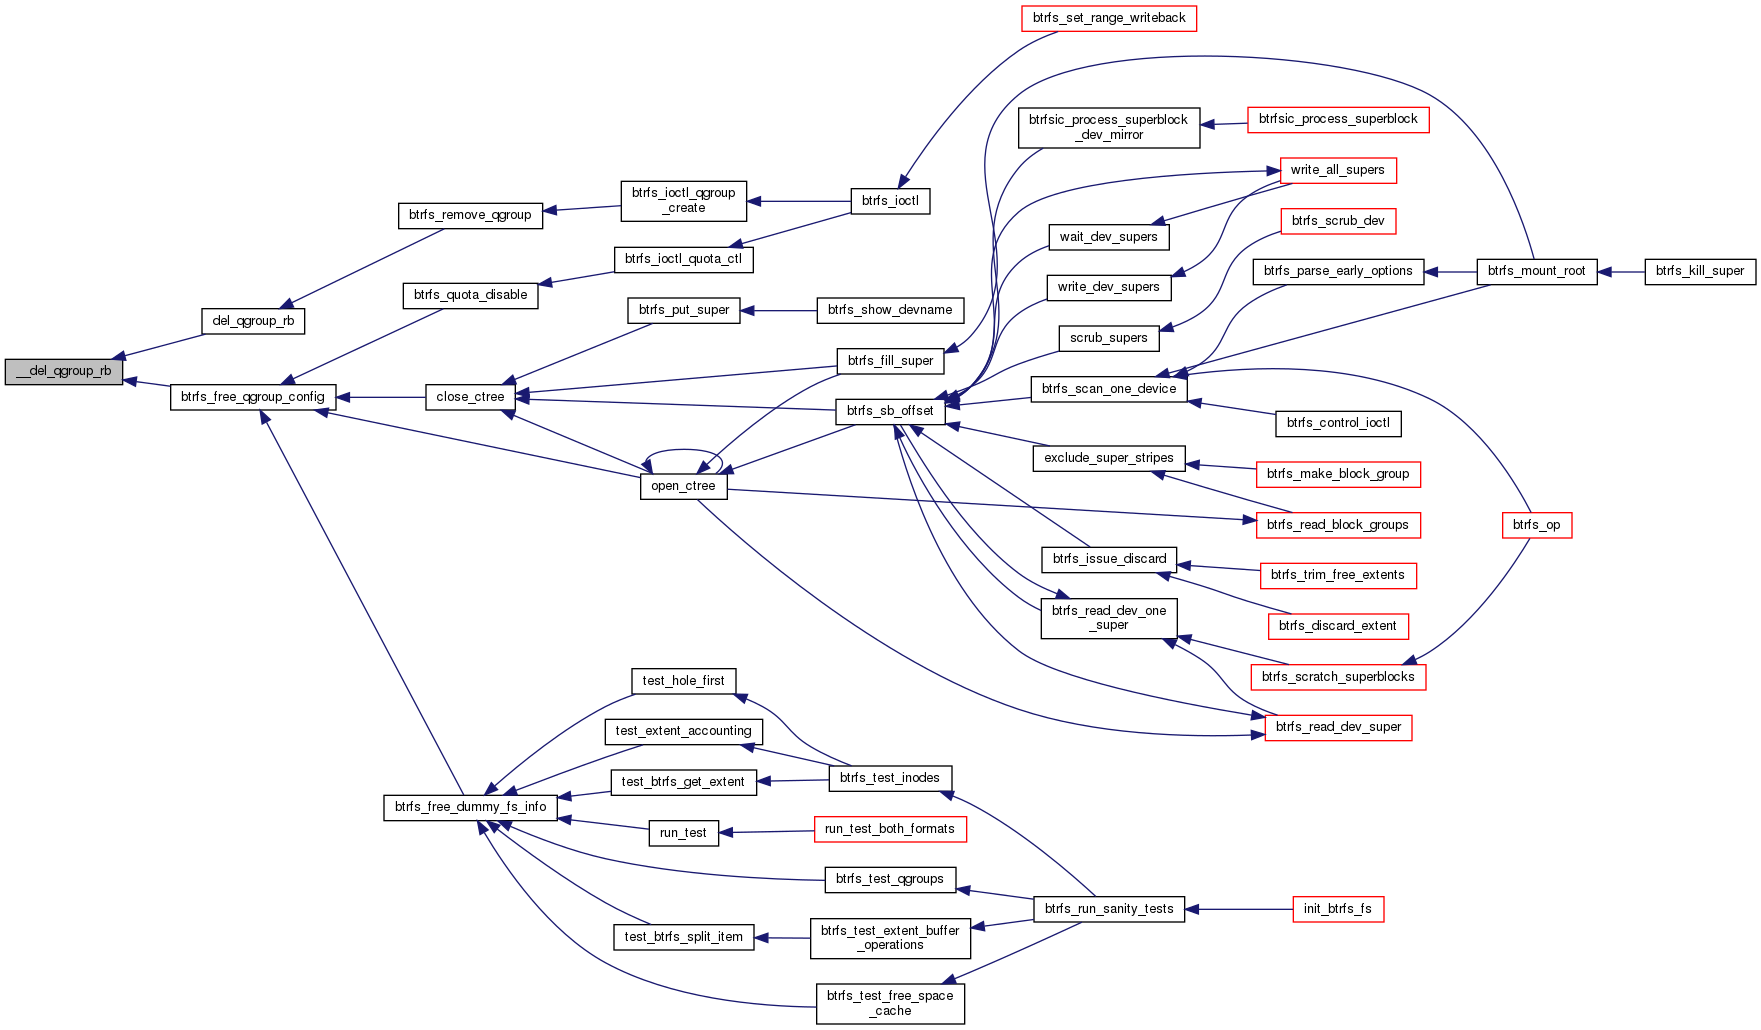 btrfs_set_range_writeback
btrfsic_process_superblock
_dev_mirror
btrfsic_process_superblock
write_all_supers
btrfs_ioctl_qgroup
_create
btrfs_ioctl
btrfs_remove_qgroup
btrfs_scrub_dev
wait_dev_supers
btrfs_ioctl_quota_ctl
btrfs_parse_early_options
btrfs_mount_root
btrfs_kill_super
write_dev_supers
btrfs_quota_disable
btrfs_put_super
btrfs_show_devname
del_qgroup_rb
scrub_supers
btrfs_fill_super
__del_qgroup_rb
btrfs_scan_one_device
btrfs_free_qgroup_config
close_ctree
btrfs_sb_offset
btrfs_control_ioctl
exclude_super_stripes
btrfs_make_block_group
open_ctree
btrfs_read_block_groups
btrfs_op
btrfs_issue_discard
btrfs_trim_free_extents
btrfs_read_dev_one
_super
btrfs_discard_extent
btrfs_scratch_superblocks
test_hole_first
btrfs_read_dev_super
test_extent_accounting
btrfs_test_inodes
test_btrfs_get_extent
btrfs_free_dummy_fs_info
run_test
run_test_both_formats
btrfs_test_qgroups
btrfs_run_sanity_tests
init_btrfs_fs
test_btrfs_split_item
btrfs_test_extent_buffer
_operations
btrfs_test_free_space
_cache